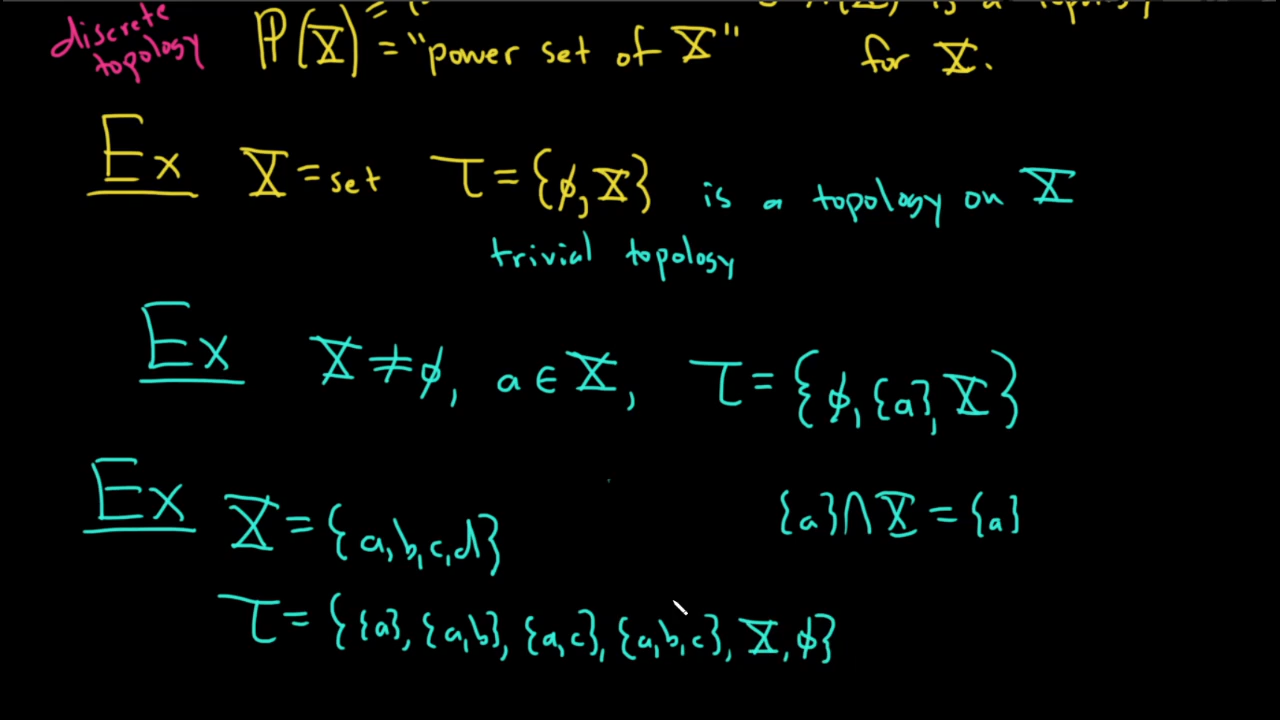 discrete topology
P(X) = "power set of X" for X.
Ex X = set τ = {φ, X} is a topology on X
trivial topology
Ex X ≠ φ, a ∈ X, τ = {φ, {a}, X}
Ex X = {a, b, c, d}
{a} ∩ X = {a}
τ = {{a}, {a, b}, {a, c}, {a, b, c}, X, φ}